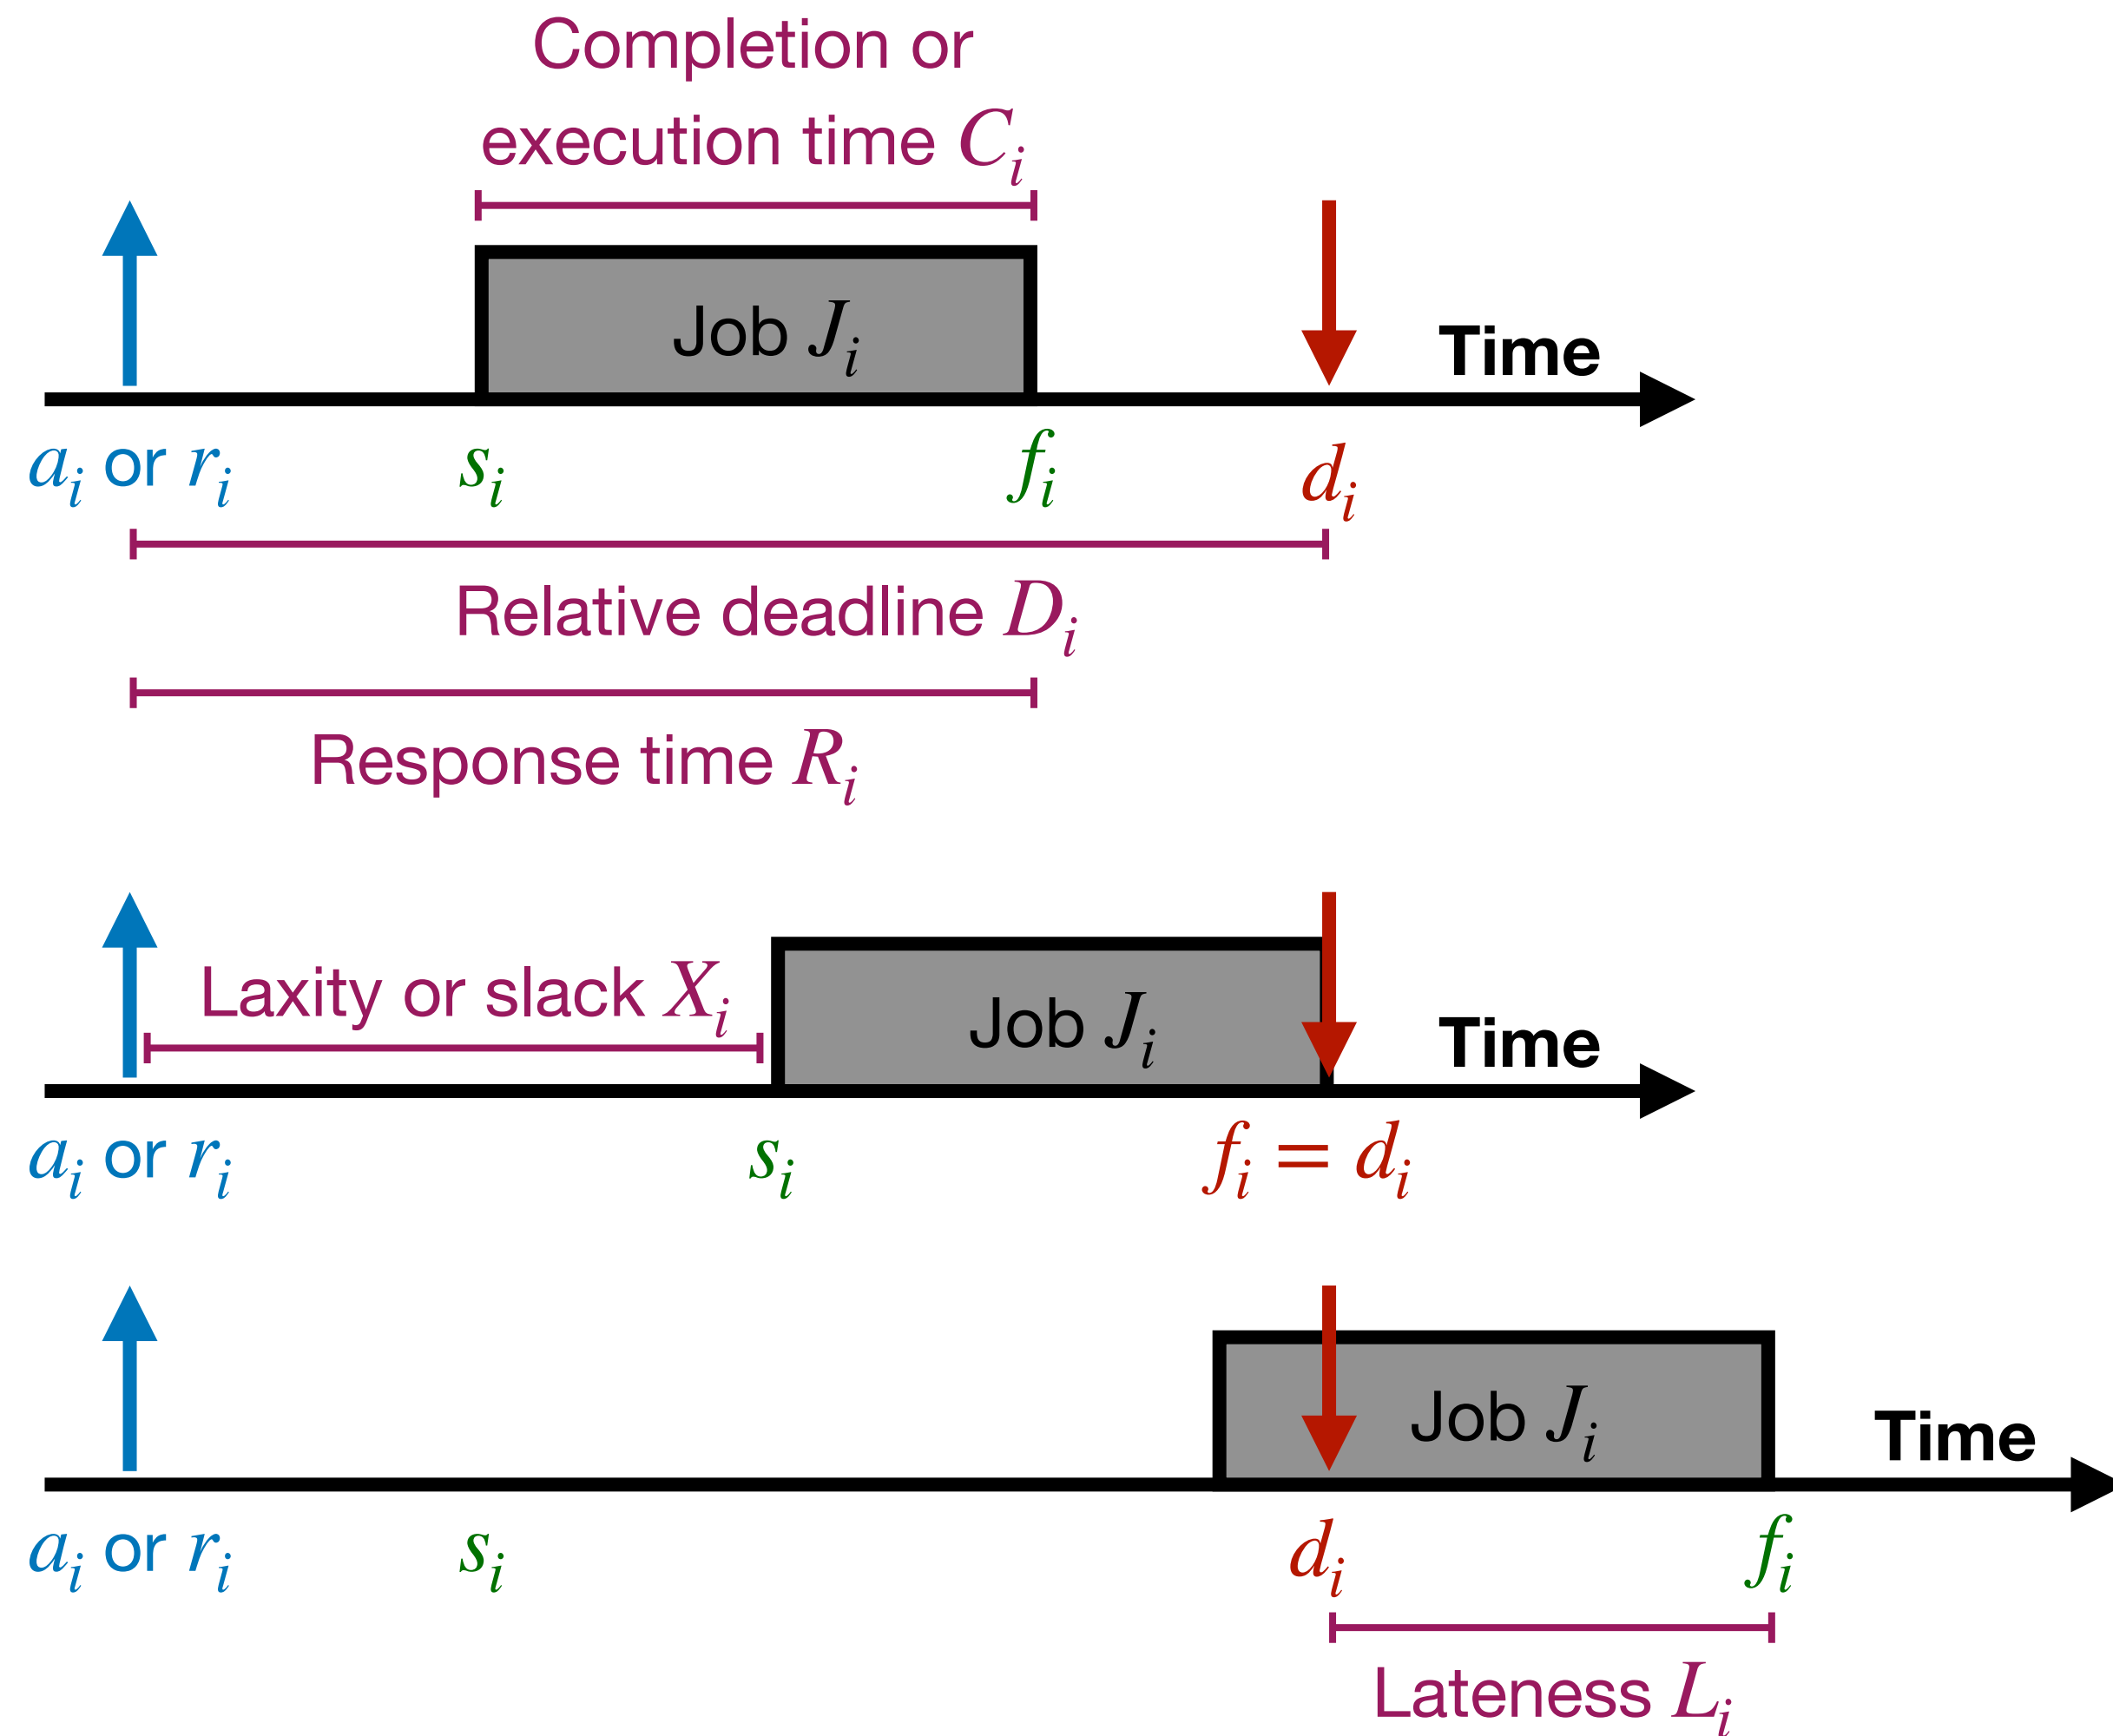 Completion or
execution time Cᵢ
Job Jᵢ
Time
aᵢ or rᵢ
sᵢ
fᵢ
dᵢ
Relative deadline Dᵢ
Response time Rᵢ
Laxity or slack Xᵢ
Job Jᵢ
Time
aᵢ or rᵢ
sᵢ
fᵢ = dᵢ
Job Jᵢ
Time
aᵢ or rᵢ
sᵢ
dᵢ
fᵢ
Lateness Lᵢ